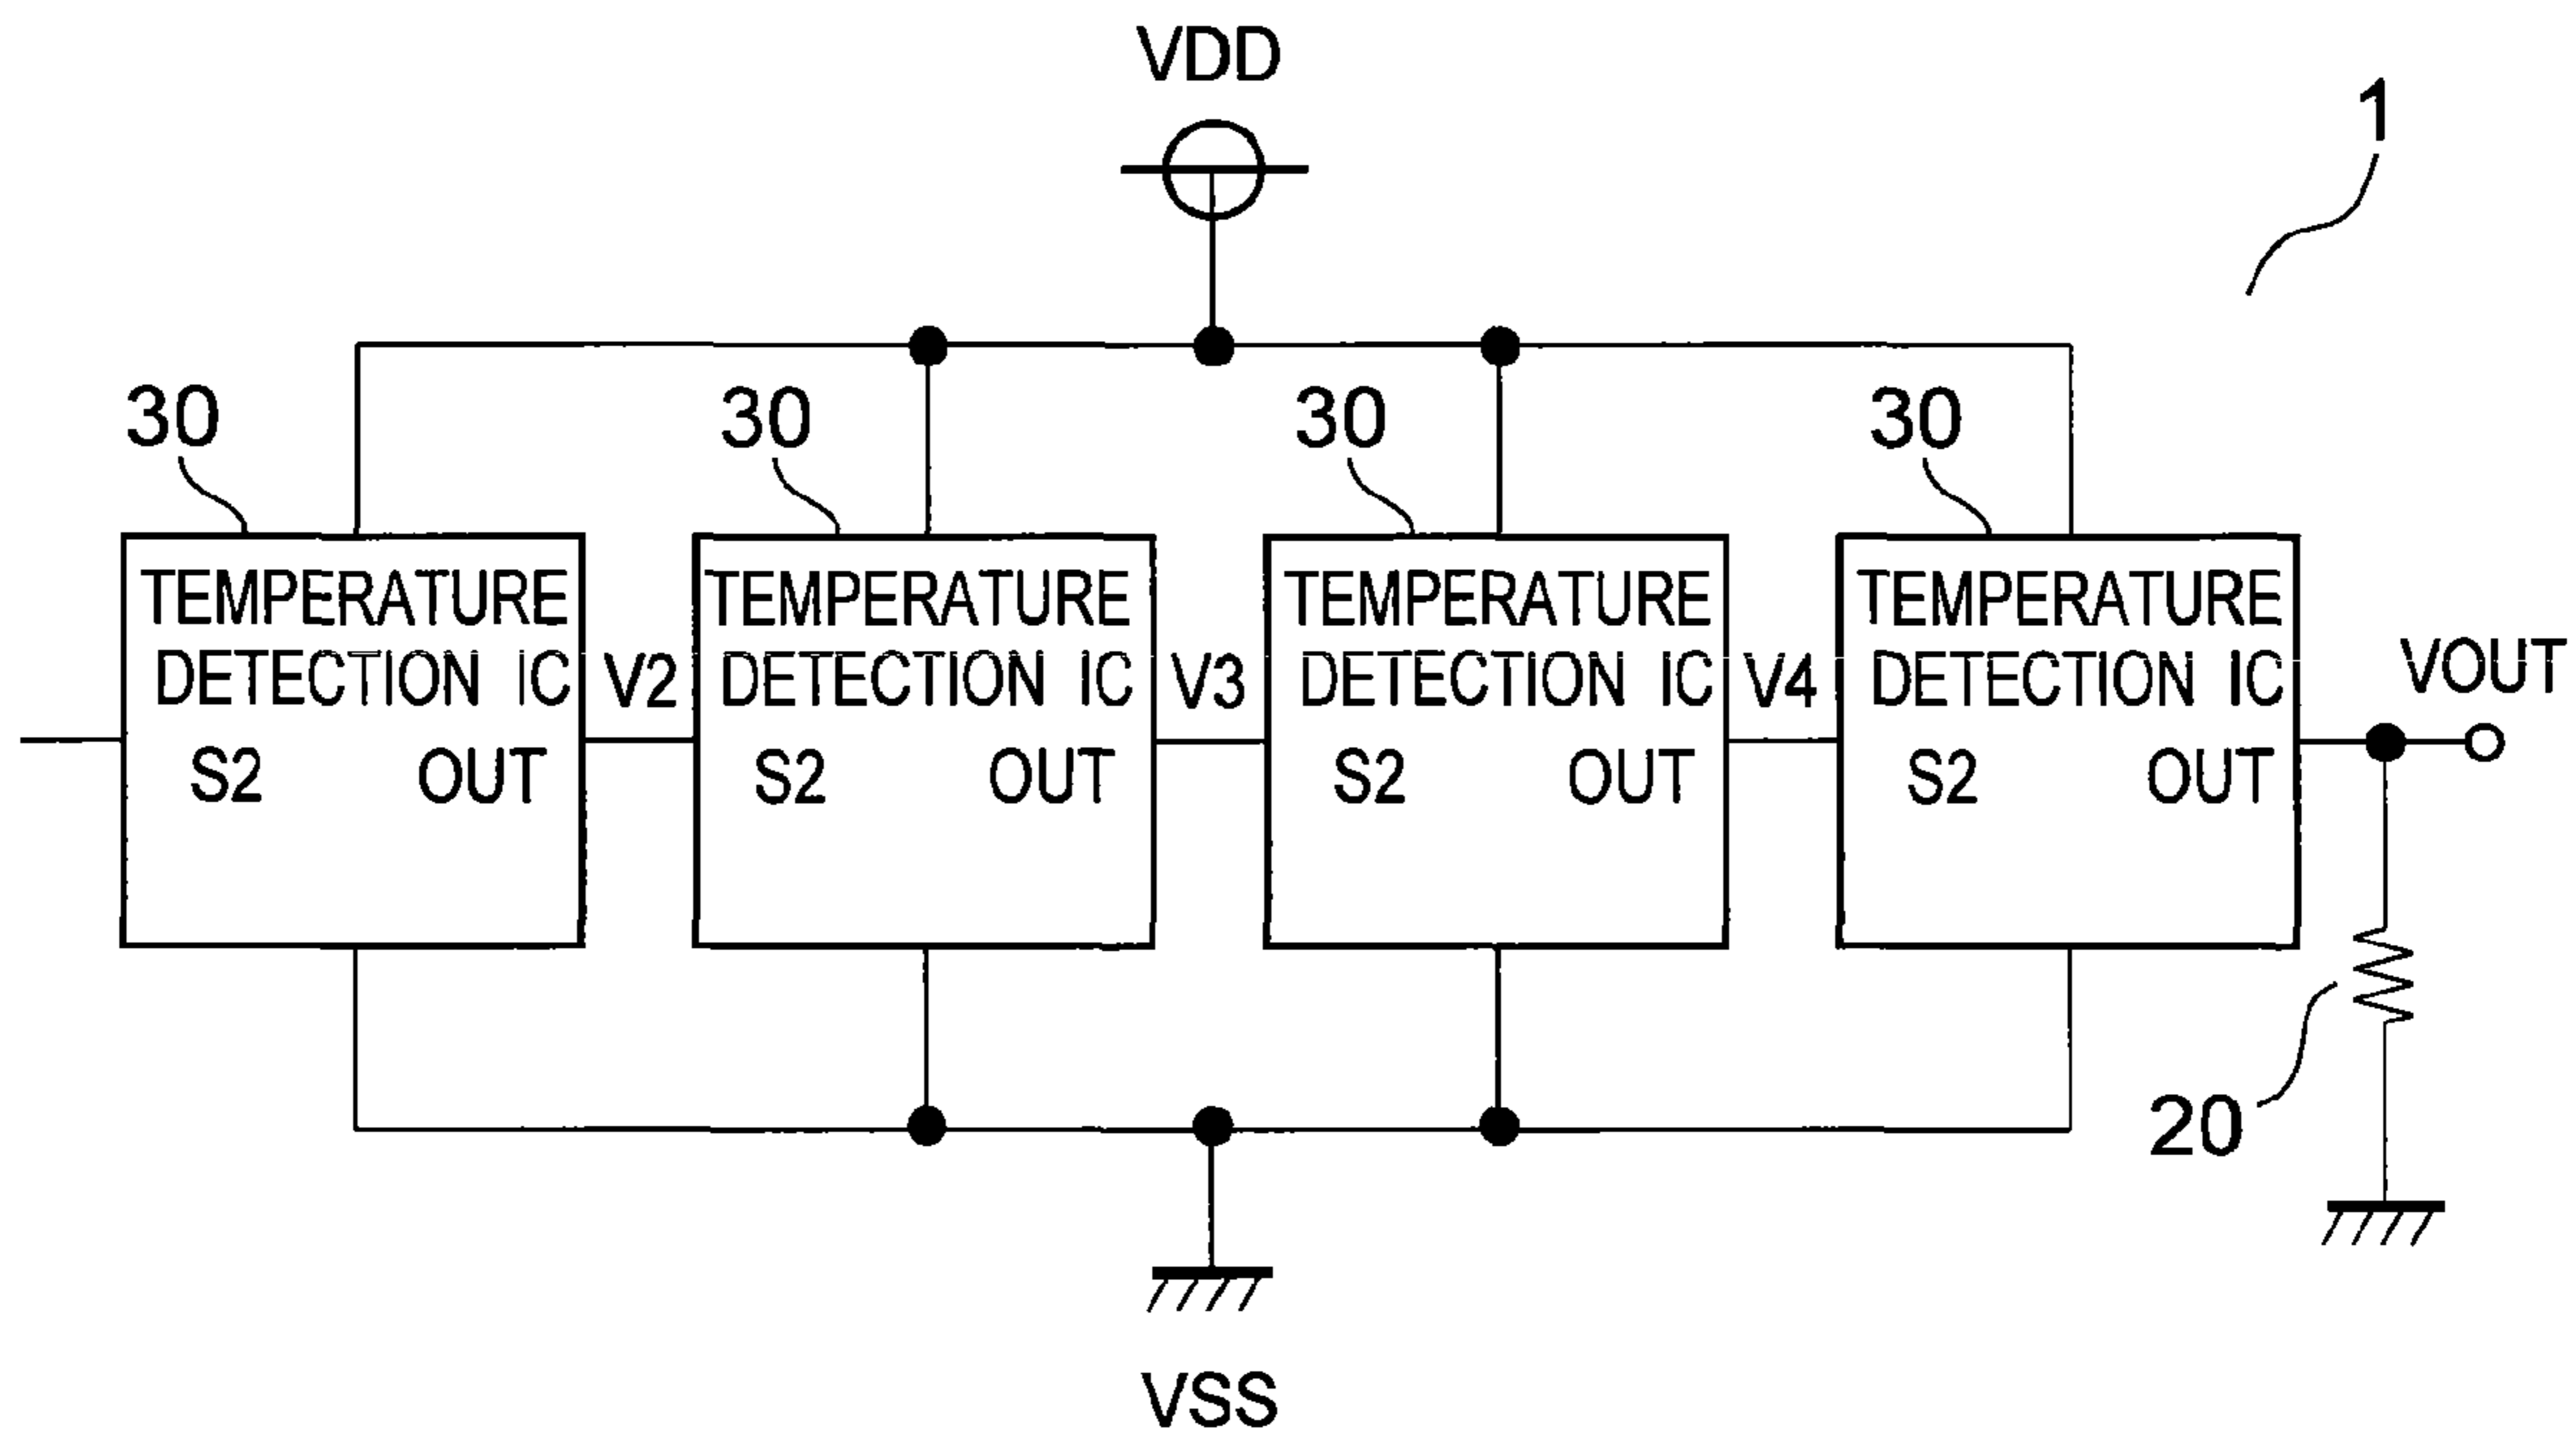 VDD
1
30
30
30
30
TEMPERATURE
DETECTION IC
S2 OUT
V2
TEMPERATURE
DETECTION IC
S2 OUT
V3
TEMPERATURE
DETECTION IC
S2 OUT
V4
TEMPERATURE
DETECTION IC
S2 OUT
VOUT
20
VSS